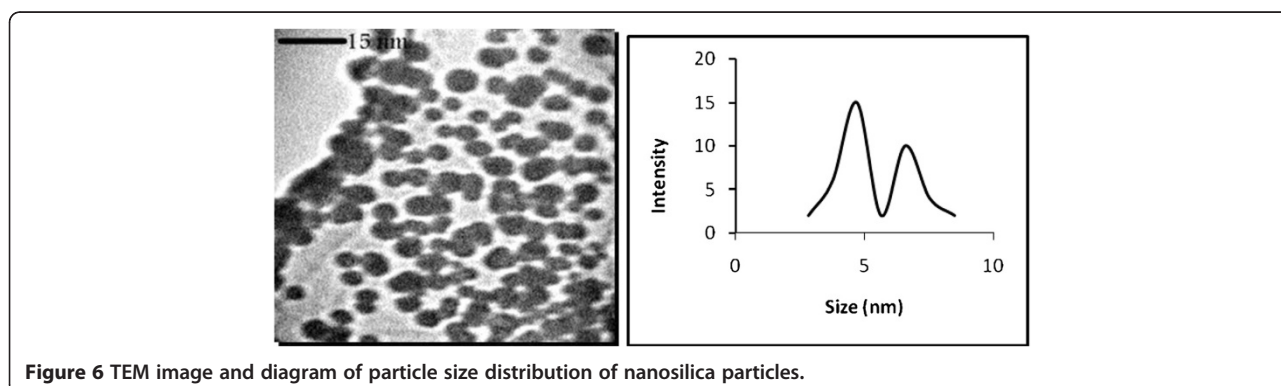 15 nm
20
15
10
5
0
Intensity
0 5 10
Size (nm)
Figure 6 TEM image and diagram of particle size distribution of nanosilica particles.